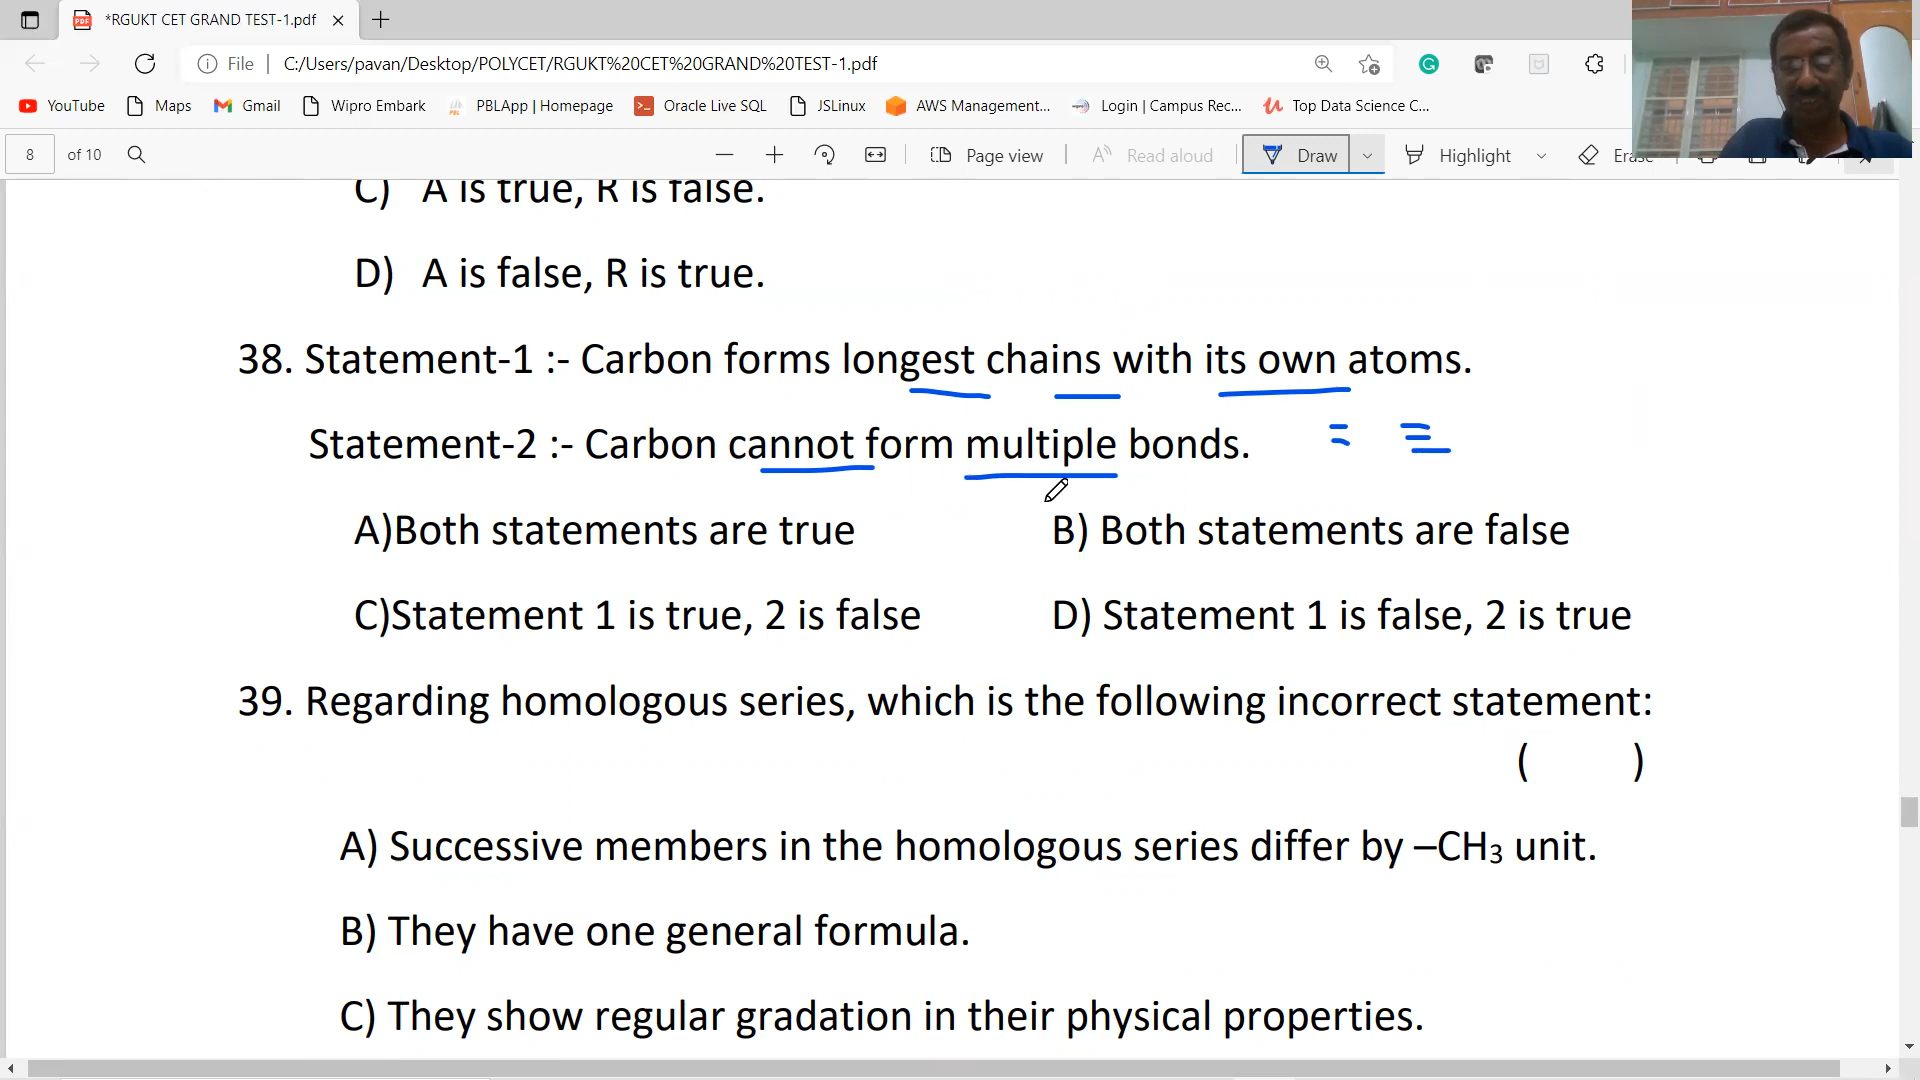 *RGUKT CET GRAND TEST-1.pdf
File C:/Users/pavan/Desktop/POLYCET/RGUKT%20CET%20GRAND%20TEST-1.pdf
YouTube Maps Gmail Wipro Embark PBLApp | Homepage Oracle Live SQL JSLinux AWS Management... Login | Campus Rec... Top Data Science C...
8 of 10 Page view Read aloud Draw Highlight Erase
C) A is true, R is false.
D) A is false, R is true.
38. Statement-1 :- Carbon forms longest chains with its own atoms.
Statement-2 :- Carbon cannot form multiple bonds. = ≡
A)Both statements are true B) Both statements are false
C)Statement 1 is true, 2 is false D) Statement 1 is false, 2 is true
39. Regarding homologous series, which is the following incorrect statement:
( )
A) Successive members in the homologous series differ by –CH₃ unit.
B) They have one general formula.
C) They show regular gradation in their physical properties.